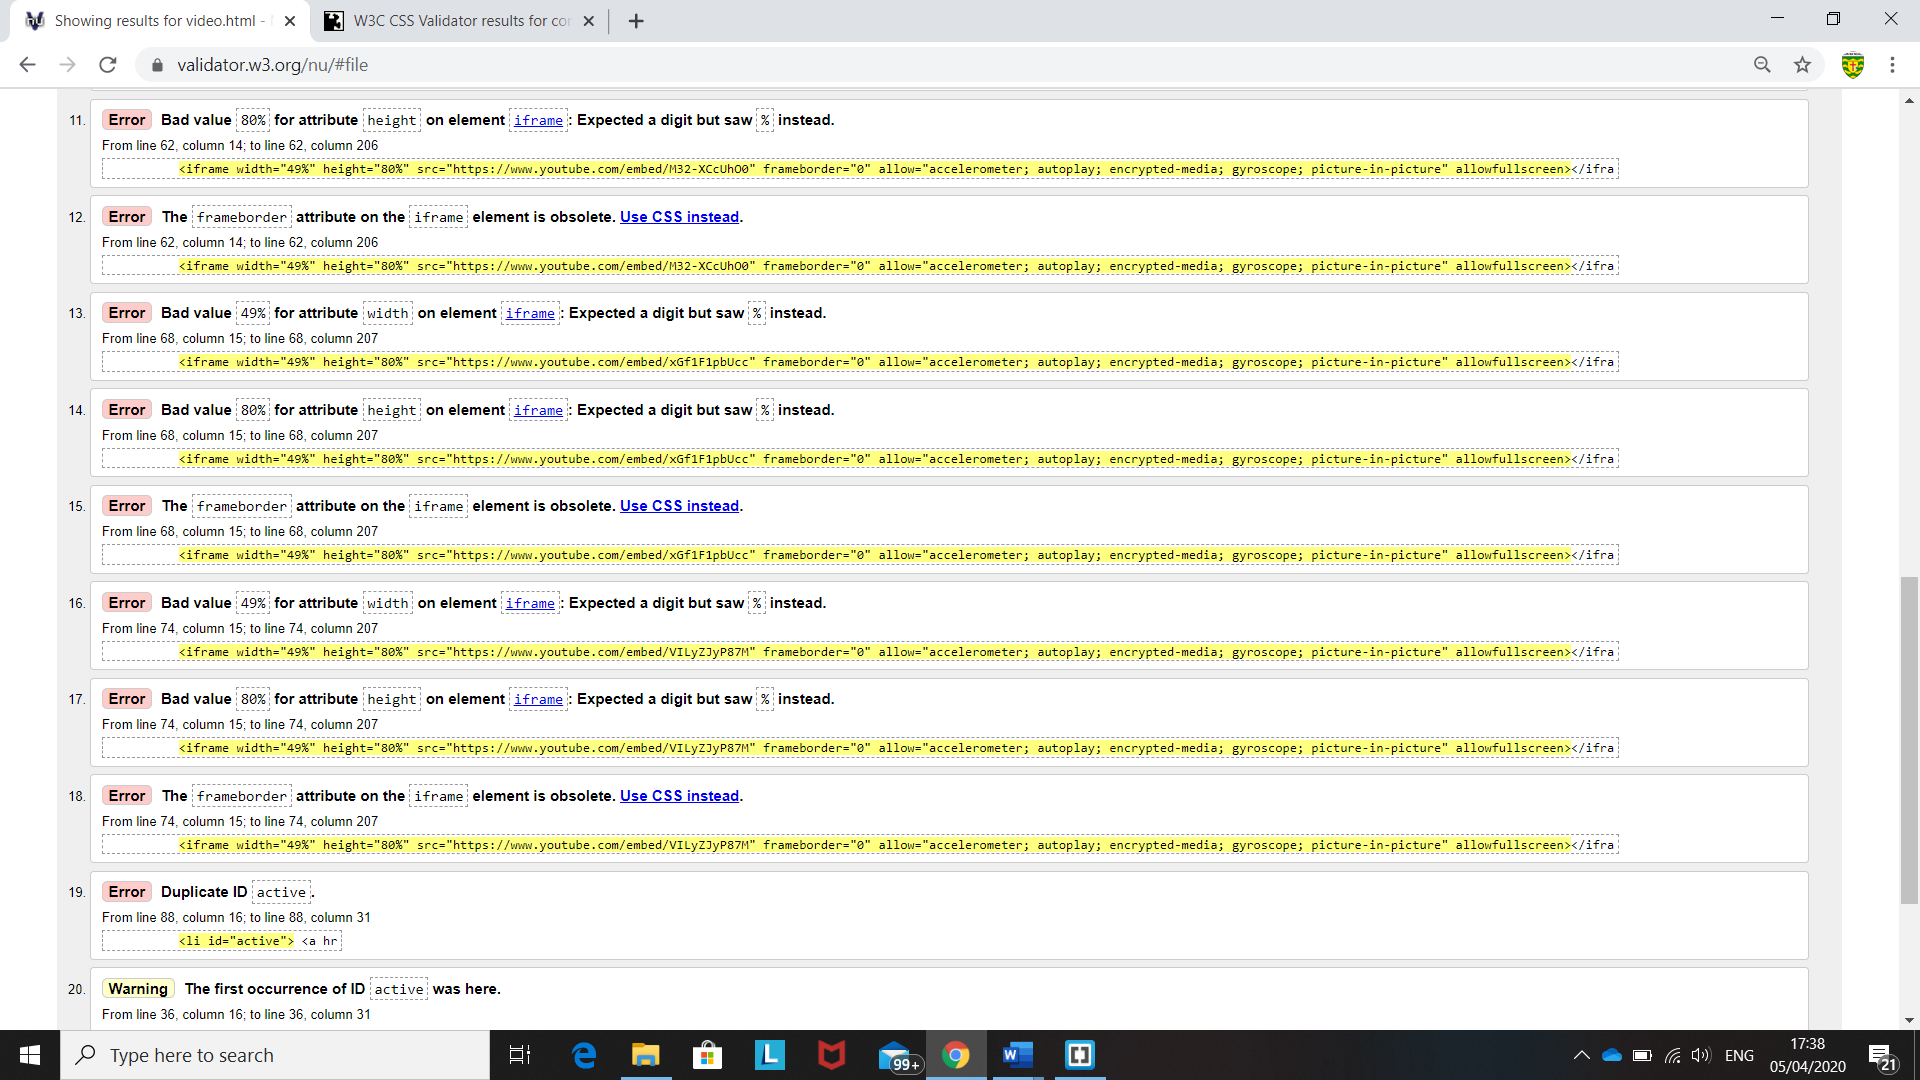 Showing results for video.html -
W3C CSS Validator results for co
validator.w3.org/nu/#file
11. Error Bad value 80% for attribute height on element iframe: Expected a digit but saw % instead.
From line 62, column 14; to line 62, column 206
<iframe width="49%" height="80%" src="https://www.youtube.com/embed/M32-XCcUhO0" frameborder="0" allow="accelerometer; autoplay; encrypted-media; gyroscope; picture-in-picture" allowfullscreen></ifra
12. Error The frameborder attribute on the iframe element is obsolete. Use CSS instead.
From line 62, column 14; to line 62, column 206
<iframe width="49%" height="80%" src="https://www.youtube.com/embed/M32-XCcUhO0" frameborder="0" allow="accelerometer; autoplay; encrypted-media; gyroscope; picture-in-picture" allowfullscreen></ifra
13. Error Bad value 49% for attribute width on element iframe: Expected a digit but saw % instead.
From line 68, column 15; to line 68, column 207
<iframe width="49%" height="80%" src="https://www.youtube.com/embed/xGf1F1pbUcc" frameborder="0" allow="accelerometer; autoplay; encrypted-media; gyroscope; picture-in-picture" allowfullscreen></ifra
14. Error Bad value 80% for attribute height on element iframe: Expected a digit but saw % instead.
From line 68, column 15; to line 68, column 207
<iframe width="49%" height="80%" src="https://www.youtube.com/embed/xGf1F1pbUcc" frameborder="0" allow="accelerometer; autoplay; encrypted-media; gyroscope; picture-in-picture" allowfullscreen></ifra
15. Error The frameborder attribute on the iframe element is obsolete. Use CSS instead.
From line 68, column 15; to line 68, column 207
<iframe width="49%" height="80%" src="https://www.youtube.com/embed/xGf1F1pbUcc" frameborder="0" allow="accelerometer; autoplay; encrypted-media; gyroscope; picture-in-picture" allowfullscreen></ifra
16. Error Bad value 49% for attribute width on element iframe: Expected a digit but saw % instead.
From line 74, column 15; to line 74, column 207
<iframe width="49%" height="80%" src="https://www.youtube.com/embed/VILyZJyP87M" frameborder="0" allow="accelerometer; autoplay; encrypted-media; gyroscope; picture-in-picture" allowfullscreen></ifra
17. Error Bad value 80% for attribute height on element iframe: Expected a digit but saw % instead.
From line 74, column 15; to line 74, column 207
<iframe width="49%" height="80%" src="https://www.youtube.com/embed/VILyZJyP87M" frameborder="0" allow="accelerometer; autoplay; encrypted-media; gyroscope; picture-in-picture" allowfullscreen></ifra
18. Error The frameborder attribute on the iframe element is obsolete. Use CSS instead.
From line 74, column 15; to line 74, column 207
<iframe width="49%" height="80%" src="https://www.youtube.com/embed/VILyZJyP87M" frameborder="0" allow="accelerometer; autoplay; encrypted-media; gyroscope; picture-in-picture" allowfullscreen></ifra
19. Error Duplicate ID active.
From line 88, column 16; to line 88, column 31
<li id="active"> <a hr
20. Warning The first occurrence of ID active was here.
From line 36, column 16; to line 36, column 31
Type here to search
99+
ENG
17:38
05/04/2020
21